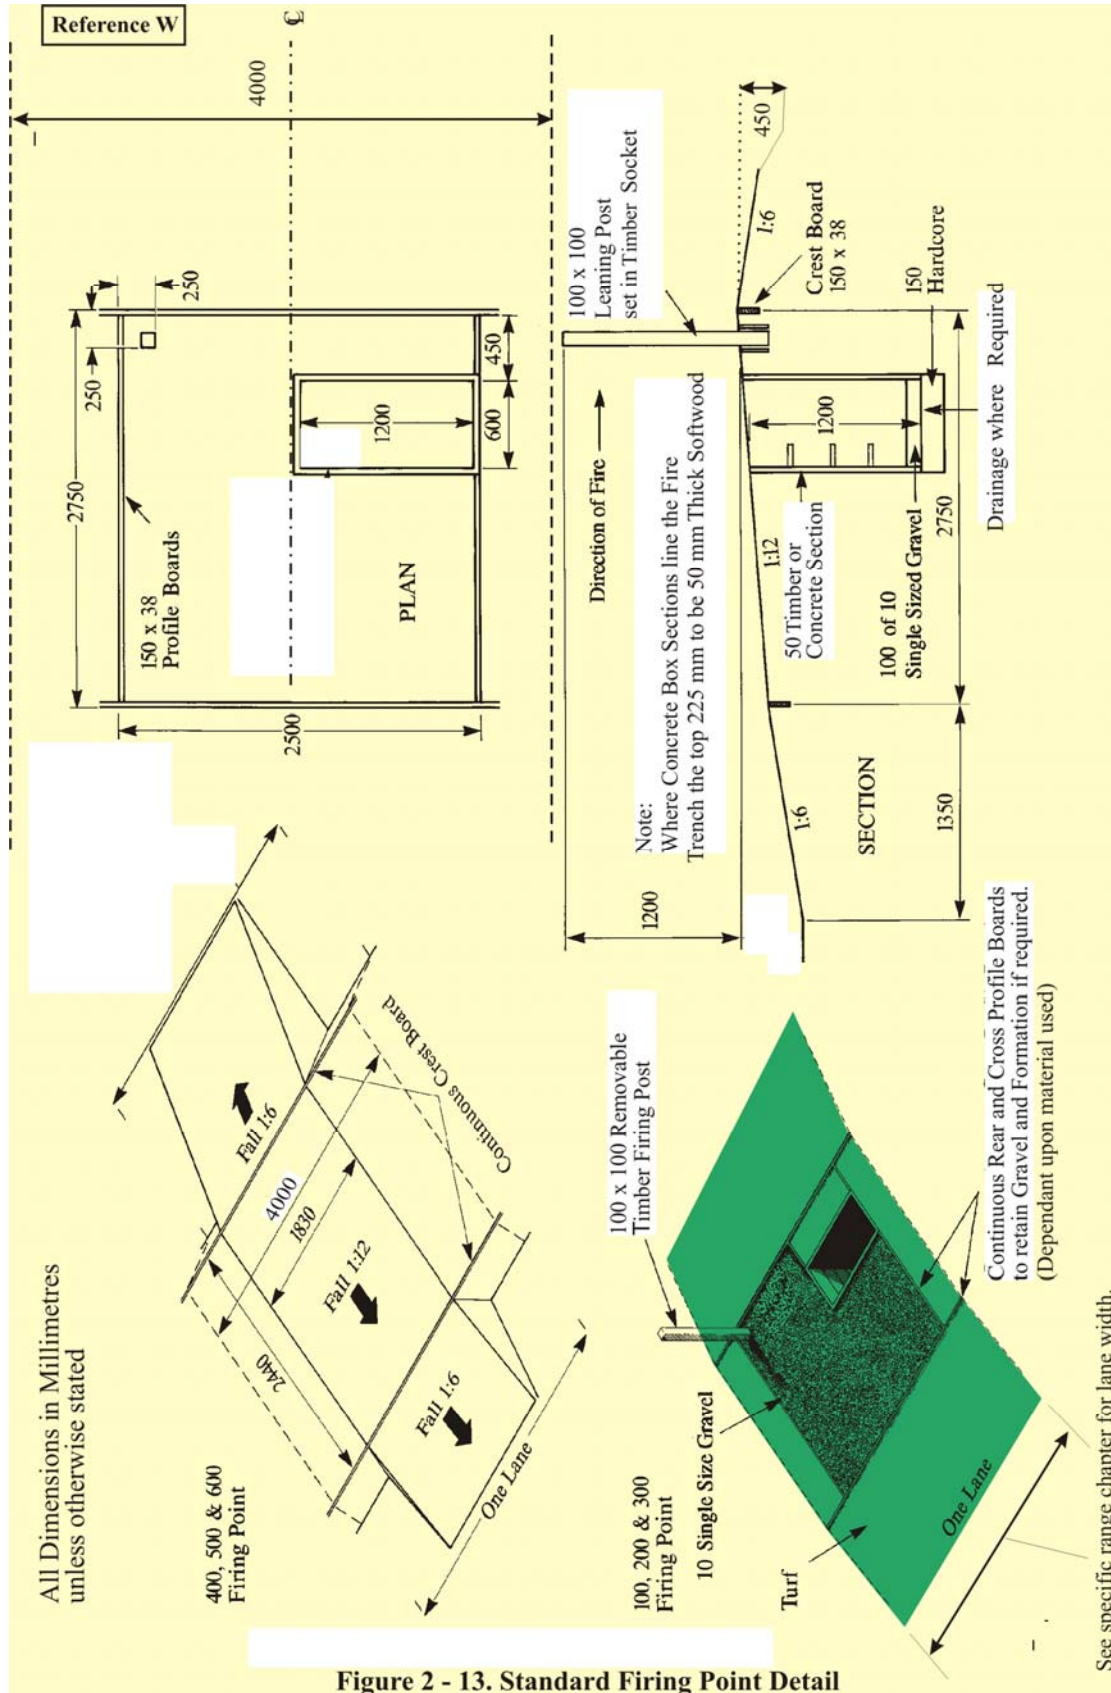 Reference W
All Dimensions in Millimetres
unless otherwise stated
400, 500 & 600
Firing Point
Fall 1:6
4000
1830
2440
Fall 1:12
Fall 1:6
One Lane
Continuous Crest Board
2750
250
250
150 x 38
Profile Boards
2500
1200
600
450
PLAN
℄
4000
100, 200 & 300
Firing Point
10 Single Size Gravel
Turf
100 x 100 Removable
Timber Firing Post
One Lane
Continuous Rear and Cross Profile Boards
to retain Gravel and Formation if required.
(Dependant upon material used)
See specific range chapter for lane width.
1200
Note:
Where Concrete Box Sections line the Fire
Trench the top 225 mm to be 50 mm Thick Softwood
Direction of Fire
100 x 100
Leaning Post
set in Timber Socket
450
1:6
1:12
1:6
Crest Board
150 x 38
50 Timber or
Concrete Section
1200
100 of 10
Single Sized Gravel
150
Hardcore
Drainage where Required
2750
1350
SECTION
Figure 2 - 13. Standard Firing Point Detail